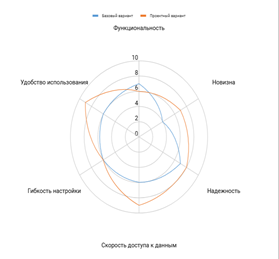 Базовый вариант Проектный вариант
Функциональность
10
8
6
4
2
0
Удобство использования
Новизна
Гибкость настройки
Надежность
Скорость доступа к данным